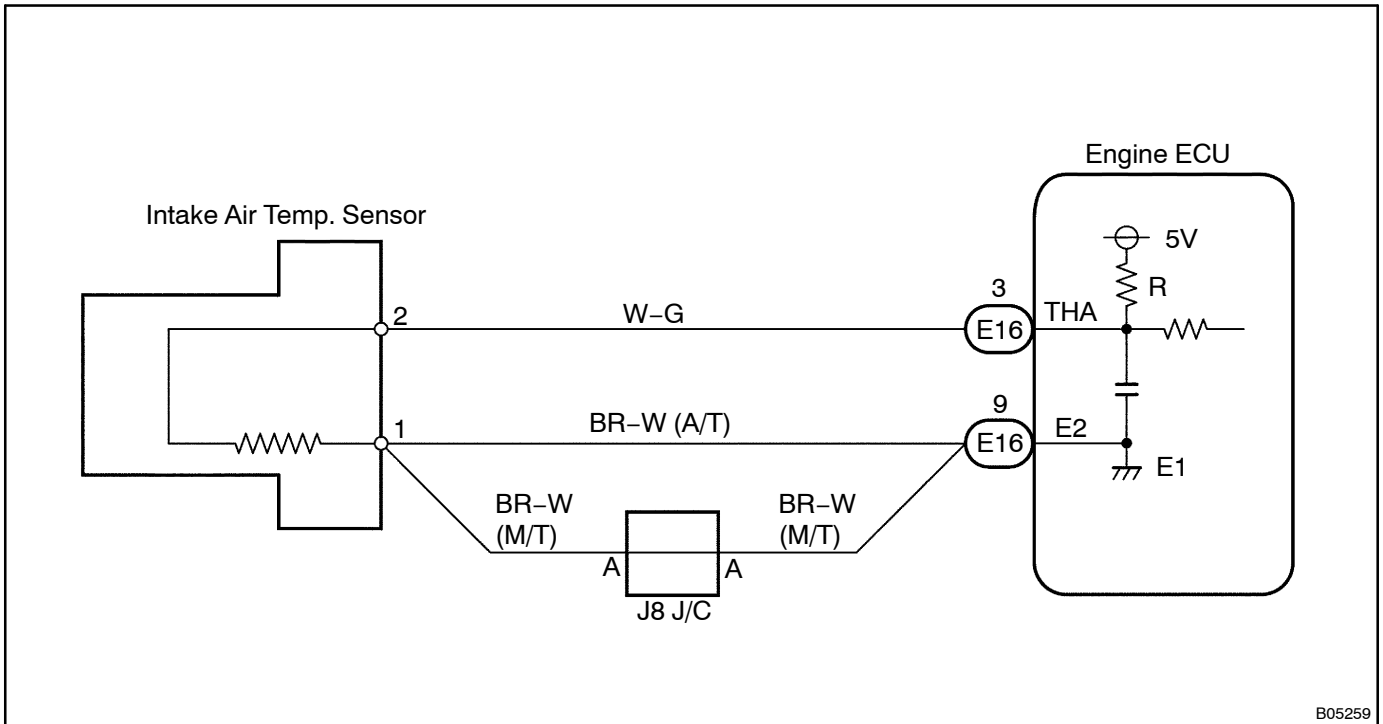 Engine ECU
Intake Air Temp. Sensor
5V
R
2
W–G
3
E16
THA
1
BR–W (A/T)
9
E16
E2
E1
BR–W
(M/T)
BR–W
(M/T)
A
A
J8 J/C
B05259